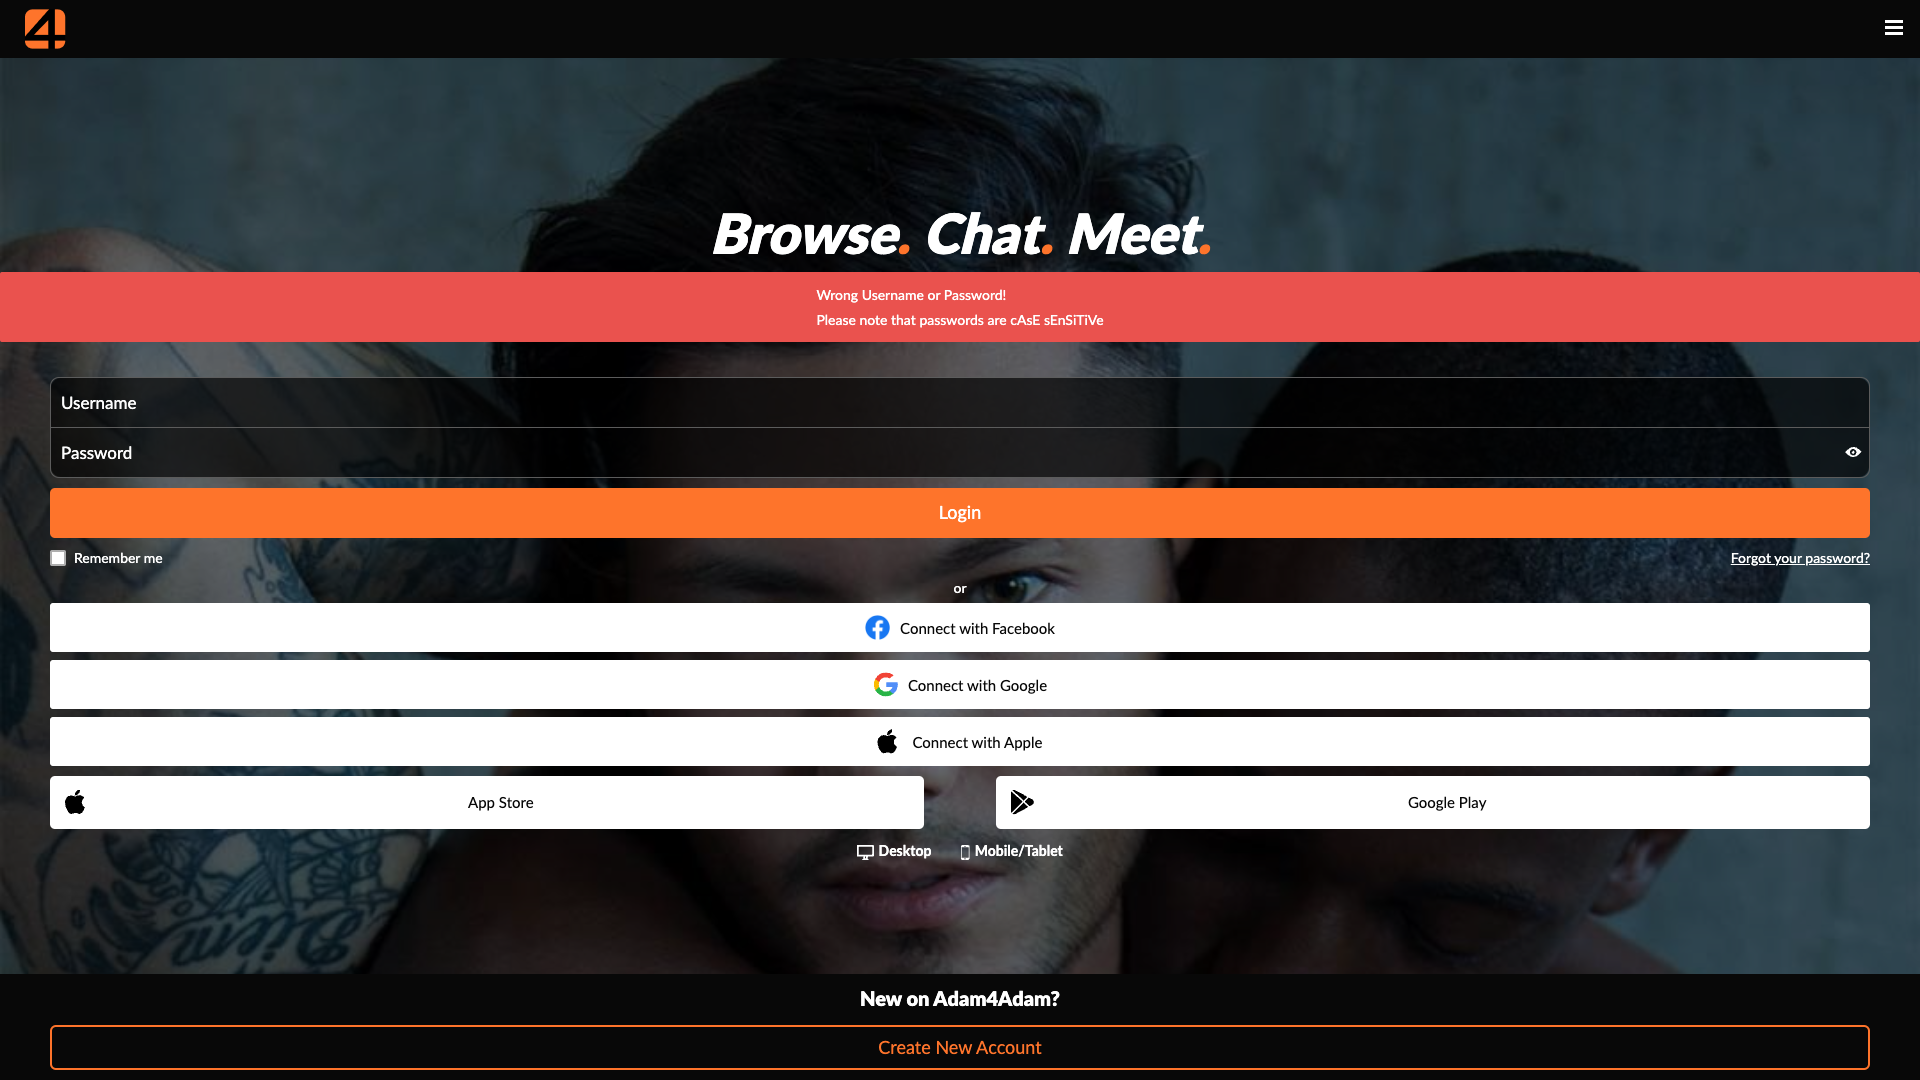 Browse. Chat. Meet.
Wrong Username or Password!
Please note that passwords are cAsE sEnSiTiVe
Username
Password
Login
Remember me
Forgot your password?
or
Connect with Facebook
Connect with Google
Connect with Apple
App Store
Google Play
Desktop
Mobile/Tablet
New on Adam4Adam?
Create New Account